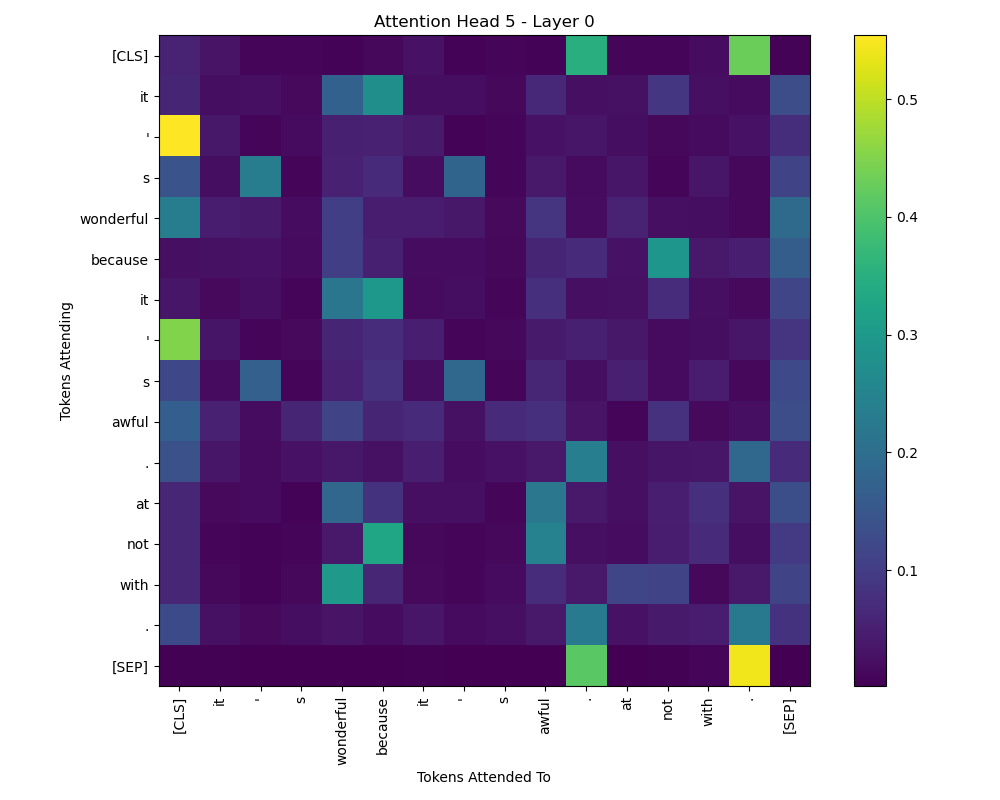 Attention Head 5 - Layer 0
[CLS]
it
'
s
wonderful
because
it
'
s
awful
.
at
not
with
.
[SEP]
Tokens Attending
[CLS]
it
'
s
wonderful
because
it
'
s
awful
.
at
not
with
.
[SEP]
Tokens Attended To
0.5
0.4
0.3
0.2
0.1